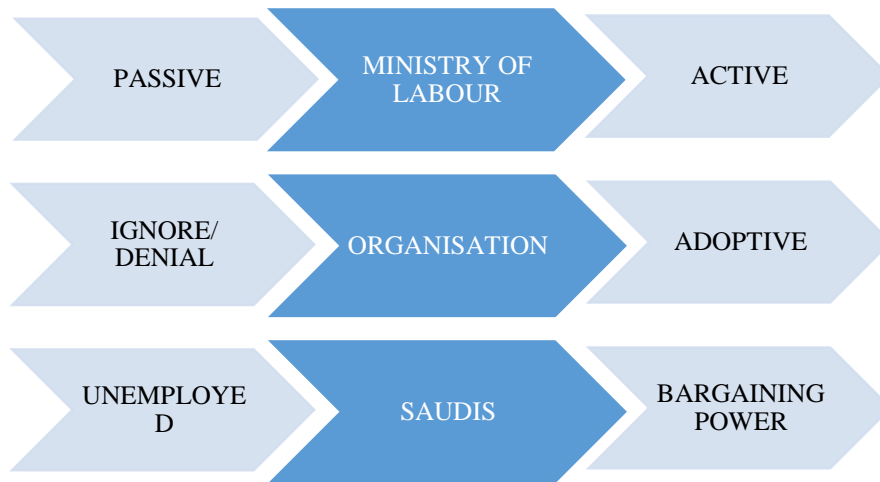 PASSIVE
MINISTRY OF
LABOUR
ACTIVE
IGNORE/
DENIAL
ORGANISATION
ADOPTIVE
UNEMPLOYE
D
SAUDIS
BARGAINING
POWER